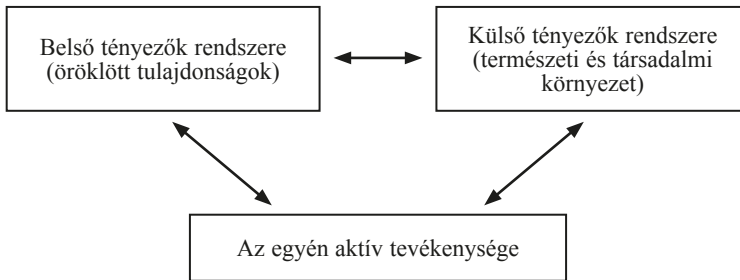 Belső tényezők rendszere
(öröklött tulajdonságok)
Külső tényezők rendszere
(természeti és társadalmi
környezet)
Az egyén aktív tevékenysége